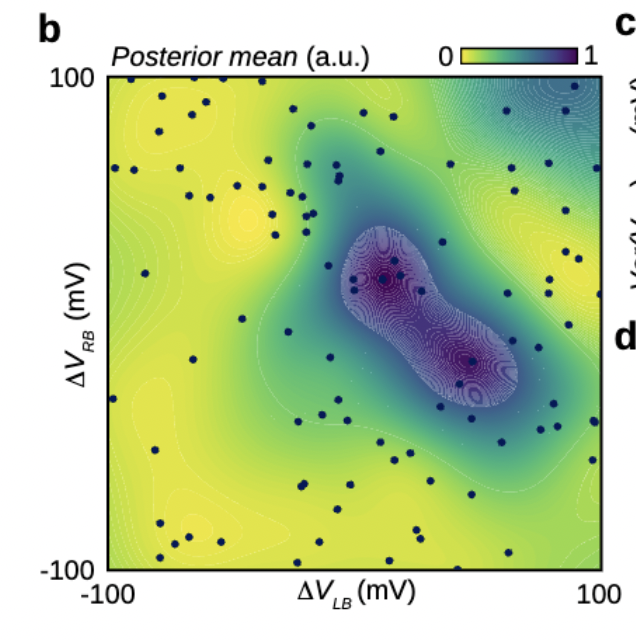 b
c
Posterior mean (a.u.)
0
1
100
ΔV_RB (mV)
d
-100
-100
ΔV_LB (mV)
100